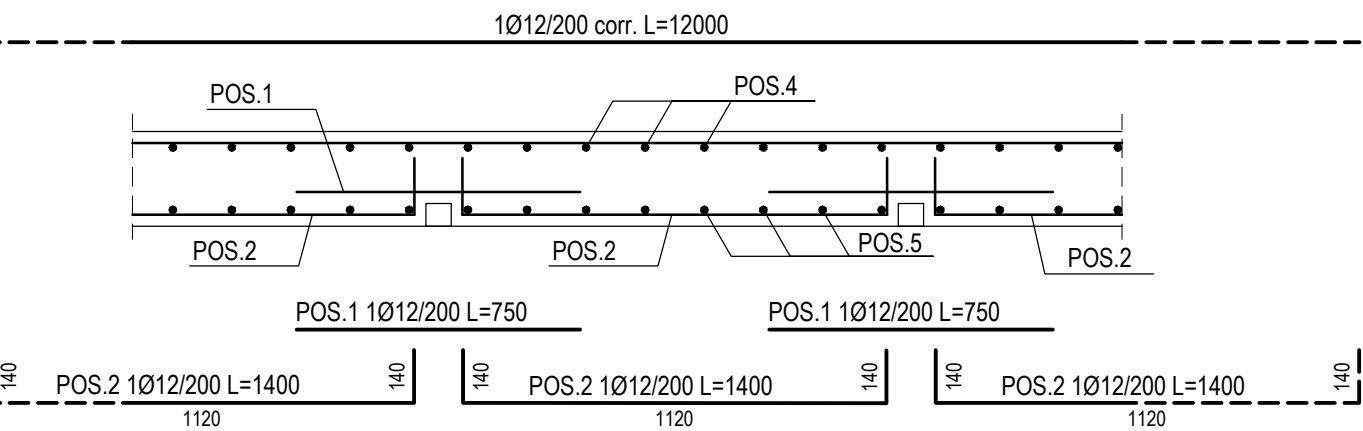 1Ø12/200 corr. L=12000
POS.1
POS.4
POS.2
POS.2
POS.5
POS.2
POS.1 1Ø12/200 L=750
POS.1 1Ø12/200 L=750
140
POS.2 1Ø12/200 L=1400
140
140
POS.2 1Ø12/200 L=1400
140
140
POS.2 1Ø12/200 L=1400
140
1120
1120
1120